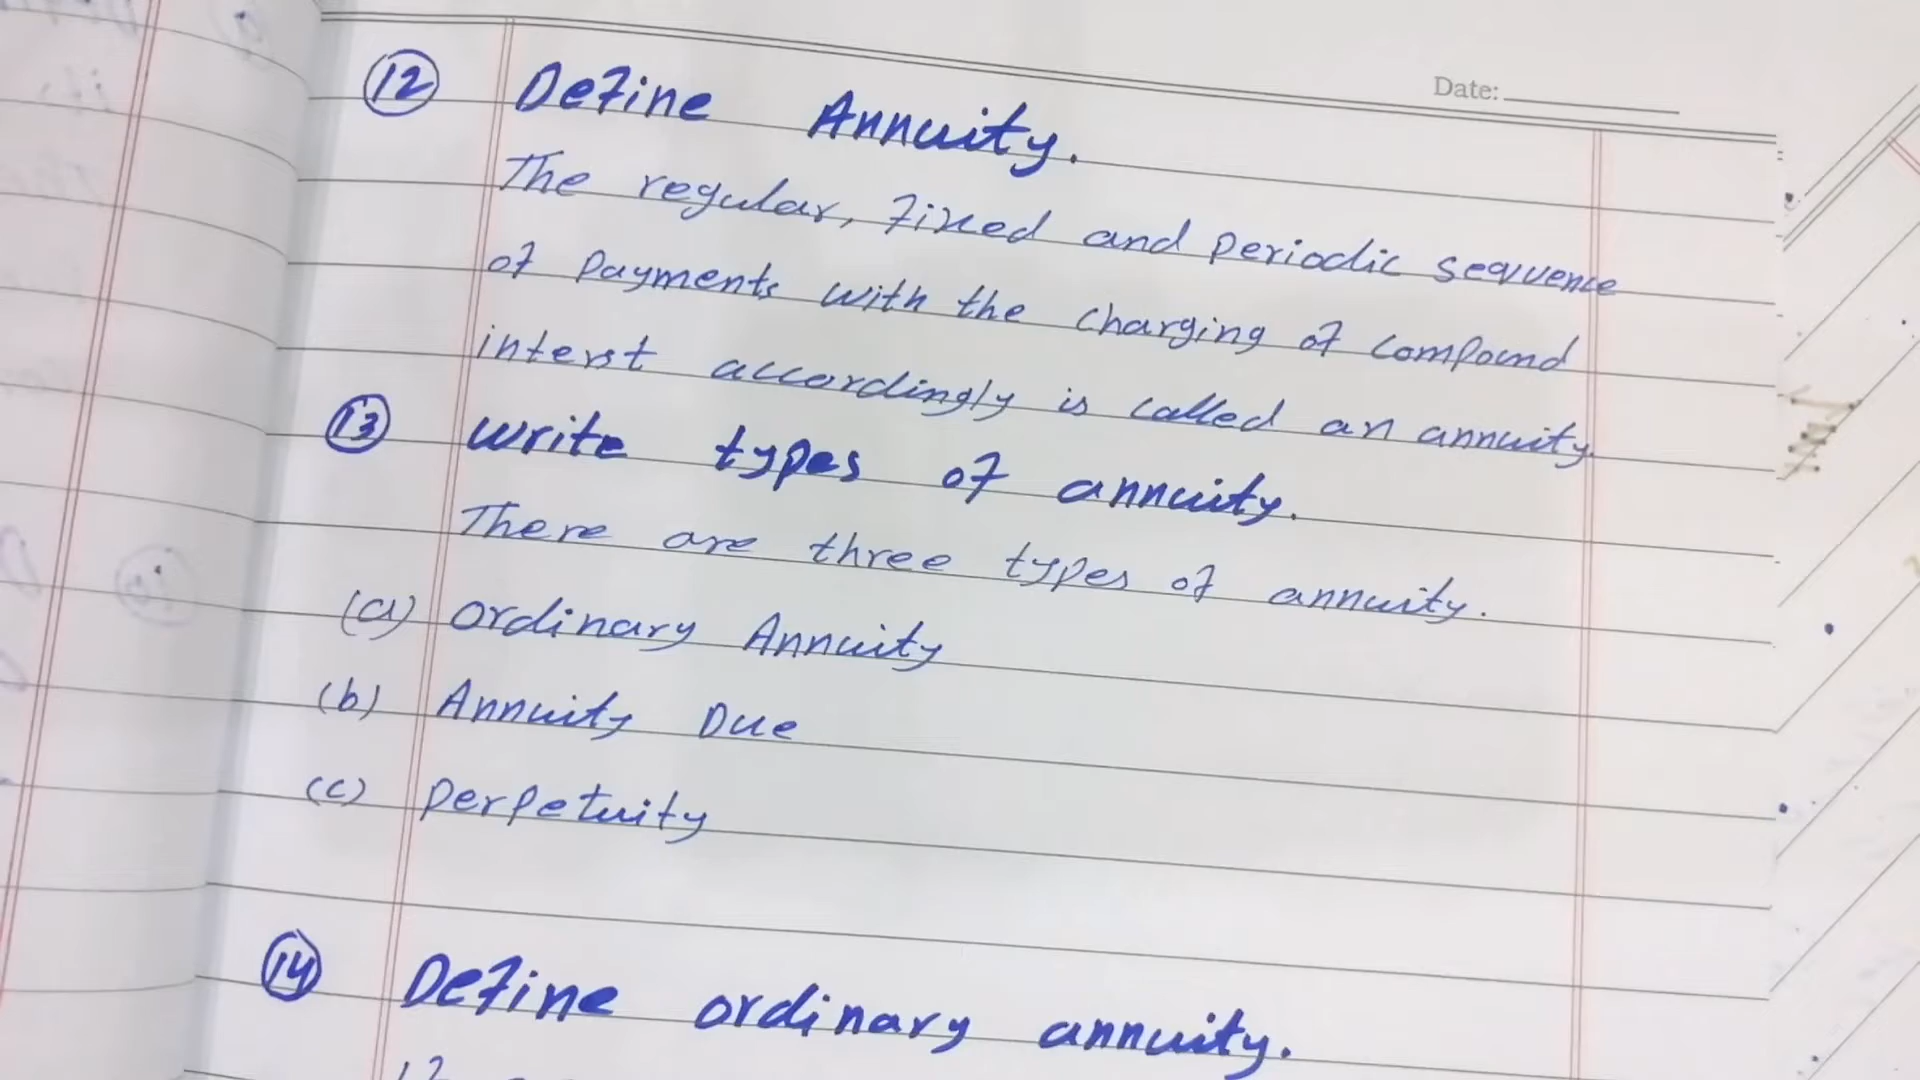 Date:
12 Define Annuity.
The regular, fixed and periodic sequence
of payments with the charging of compound
interst accordingly is called an annuity.
13 write types of annuity.
There are three types of annuity.
(a) ordinary Annuity
(b) Annuity Due
(c) perpetuity
14 Define ordinary annuity.